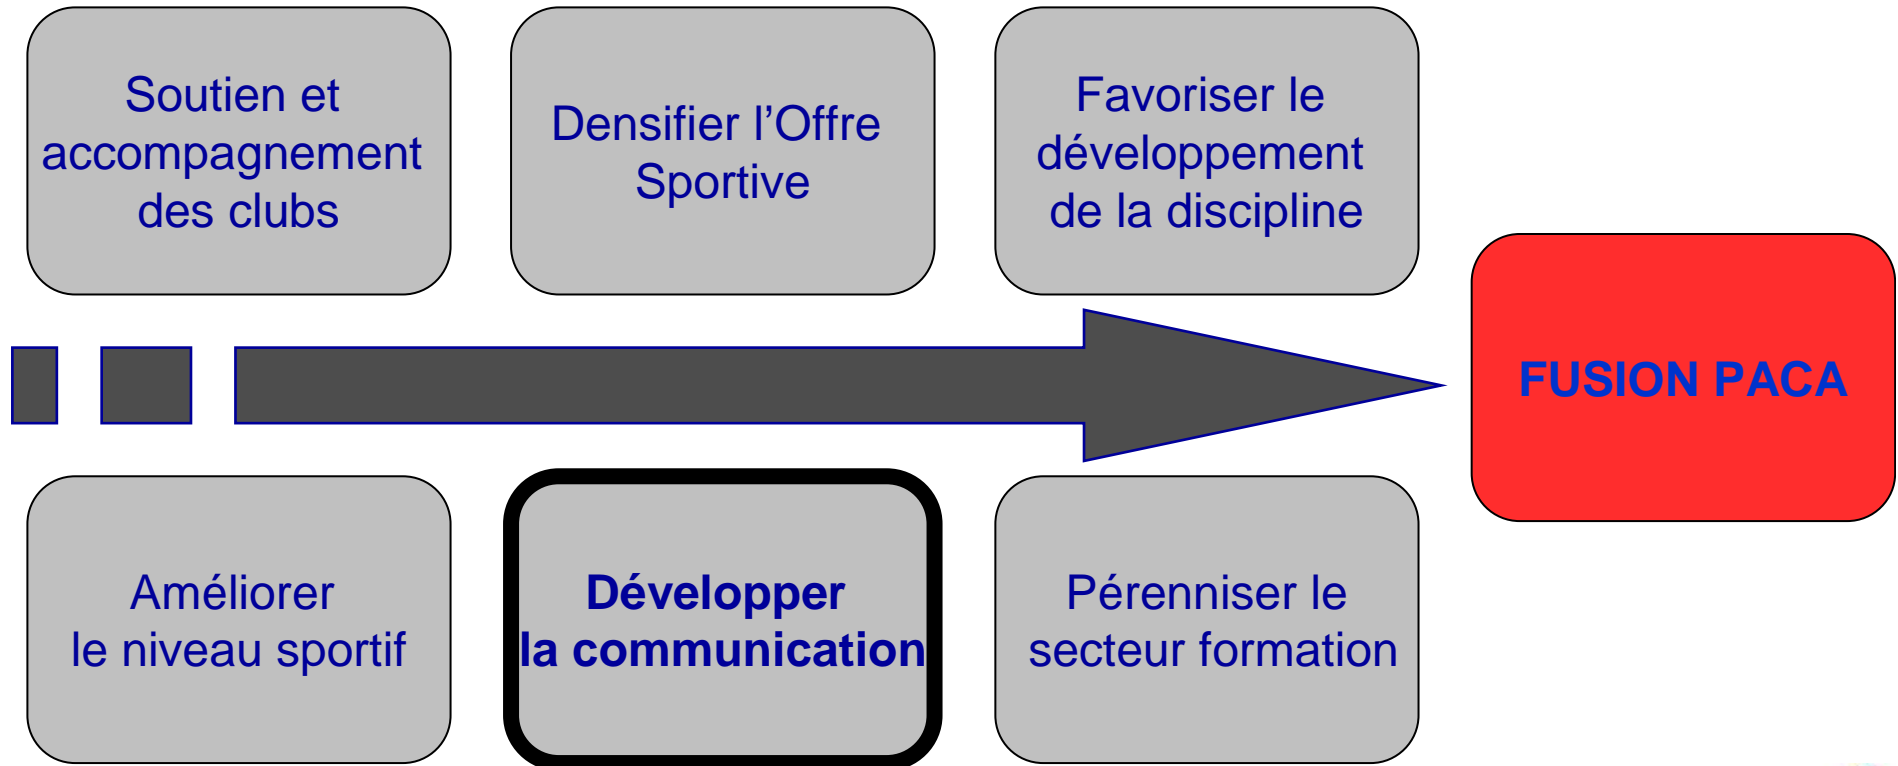 Soutien et
accompagnement
des clubs
Densifier l’Offre
Sportive
Favoriser le
développement
de la discipline
FUSION PACA
Améliorer
le niveau sportif
Développer
la communication
Pérenniser le
secteur formation